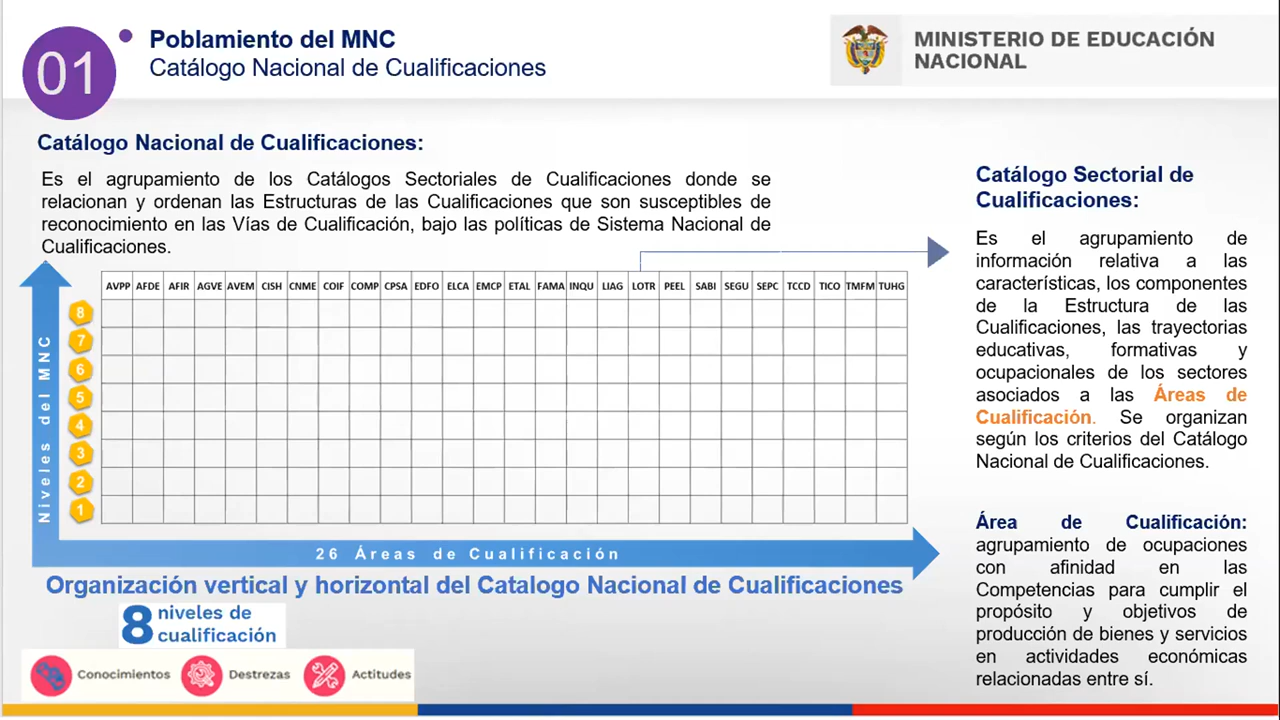 01
Poblamiento del MNC
Catálogo Nacional de Cualificaciones
MINISTERIO DE EDUCACIÓN
NACIONAL
Catálogo Nacional de Cualificaciones:
Es el agrupamiento de los Catálogos Sectoriales de Cualificaciones donde se
relacionan y ordenan las Estructuras de las Cualificaciones que son susceptibles de
reconocimiento en las Vías de Cualificación, bajo las políticas de Sistema Nacional de
Cualificaciones.
AVPP AFDE AFIR AGVE AVEM CISH CNME COIF COMP CPSA EDFO ELCA EMCP ETAL FAMA INQU LIAG LOTR PEEL SABI SEGU SEPC TCCD TICO TMFM TUHG
8
7
6
5
4
3
2
1
Niveles del MNC
26 Áreas de Cualificación
Organización vertical y horizontal del Catalogo Nacional de Cualificaciones
8 niveles de
cualificación
Conocimientos Destrezas Actitudes
Catálogo Sectorial de
Cualificaciones:
Es el agrupamiento de
información relativa a las
características, los componentes
de la Estructura de las
Cualificaciones, las trayectorias
educativas, formativas y
ocupacionales de los sectores
asociados a las Áreas de
Cualificación. Se organizan
según los criterios del Catálogo
Nacional de Cualificaciones.
Área de Cualificación:
agrupamiento de ocupaciones
con afinidad en las
Competencias para cumplir el
propósito y objetivos de
producción de bienes y servicios
en actividades económicas
relacionadas entre sí.